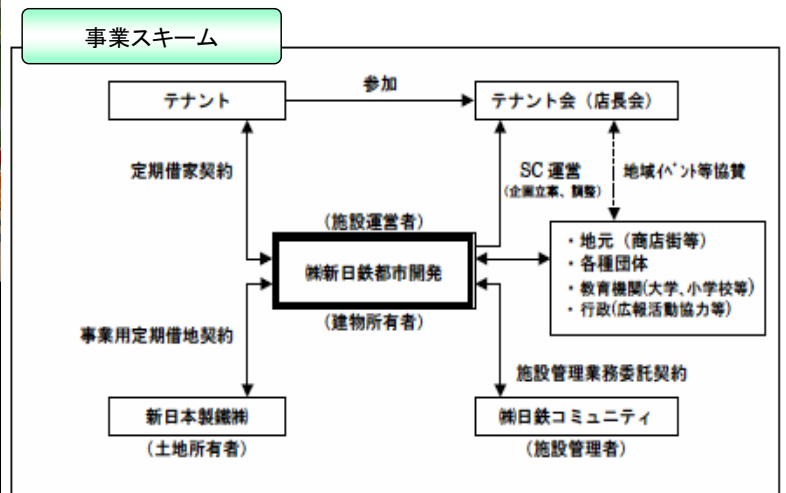 事業スキーム
参加
テナント
テナント会（店長会）
定期借家契約
SC 運営
（企画立案、調整）
地域ｲﾍﾞﾝﾄ等協賛
（施設運営者）
㈱新日鉄都市開発
（建物所有者）
・地元（商店街等）
・各種団体
・教育機関(大学、小学校等)
・行政(広報活動協力等)
事業用定期借地契約
施設管理業務委託契約
新日本製鐵㈱
（土地所有者）
㈱日鉄コミュニティ
（施設管理者）